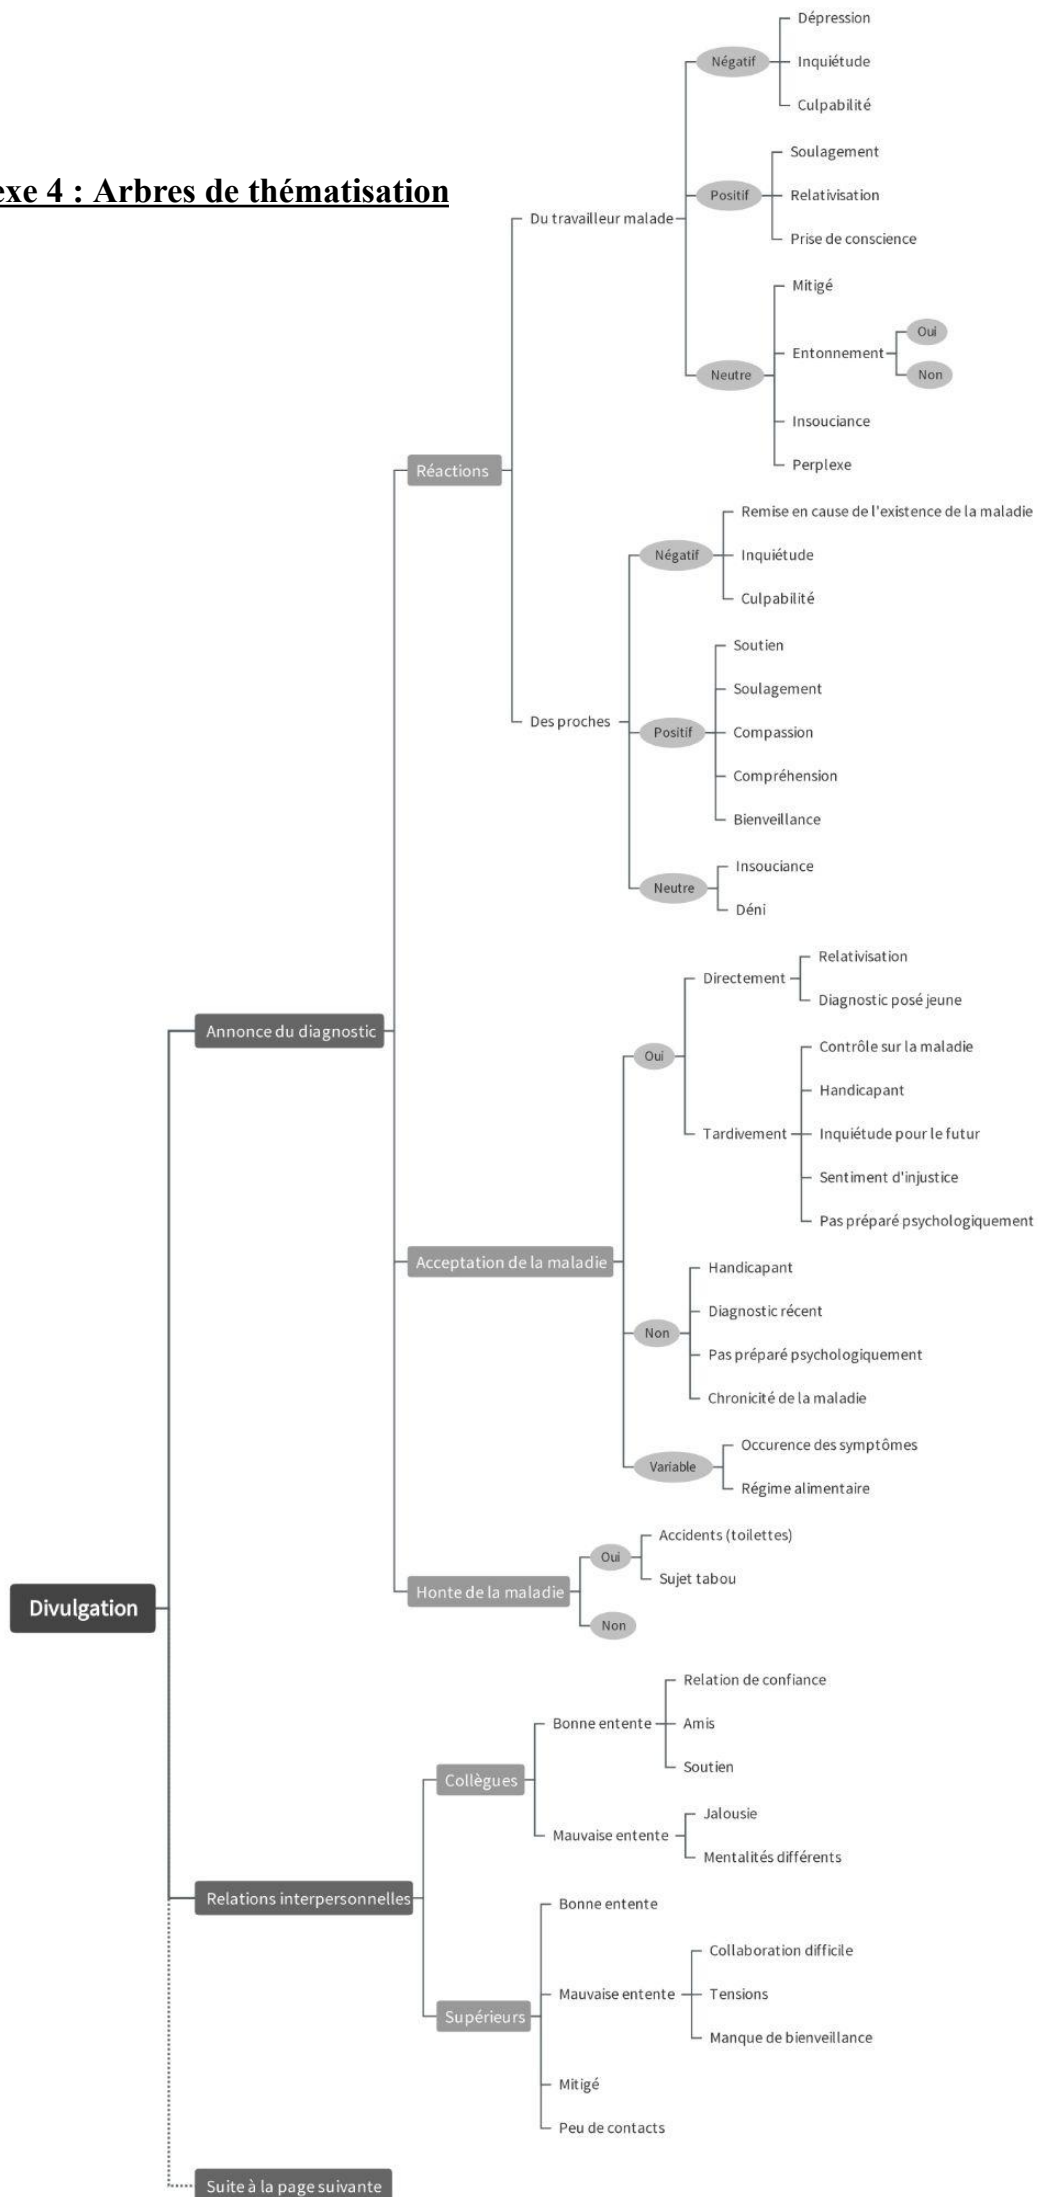 exe 4 : Arbres de thématisation
Divulgation
Annonce du diagnostic
Réactions
Du travailleur malade
Négatif
Dépression
Inquiétude
Culpabilité
Positif
Soulagement
Relativisation
Prise de conscience
Neutre
Mitigé
Entonnement
Oui
Non
Insouciance
Perplexe
Des proches
Négatif
Remise en cause de l'existence de la maladie
Inquiétude
Culpabilité
Positif
Soutien
Soulagement
Compassion
Compréhension
Bienveillance
Neutre
Insouciance
Déni
Acceptation de la maladie
Oui
Directement
Relativisation
Diagnostic posé jeune
Tardivement
Contrôle sur la maladie
Handicapant
Inquiétude pour le futur
Sentiment d'injustice
Pas préparé psychologiquement
Non
Handicapant
Diagnostic récent
Pas préparé psychologiquement
Chronicité de la maladie
Variable
Occurence des symptômes
Régime alimentaire
Honte de la maladie
Oui
Accidents (toilettes)
Sujet tabou
Non
Relations interpersonnelles
Collègues
Bonne entente
Relation de confiance
Amis
Soutien
Mauvaise entente
Jalousie
Mentalités différents
Supérieurs
Bonne entente
Mauvaise entente
Collaboration difficile
Tensions
Manque de bienveillance
Mitigé
Peu de contacts
Suite à la page suivante